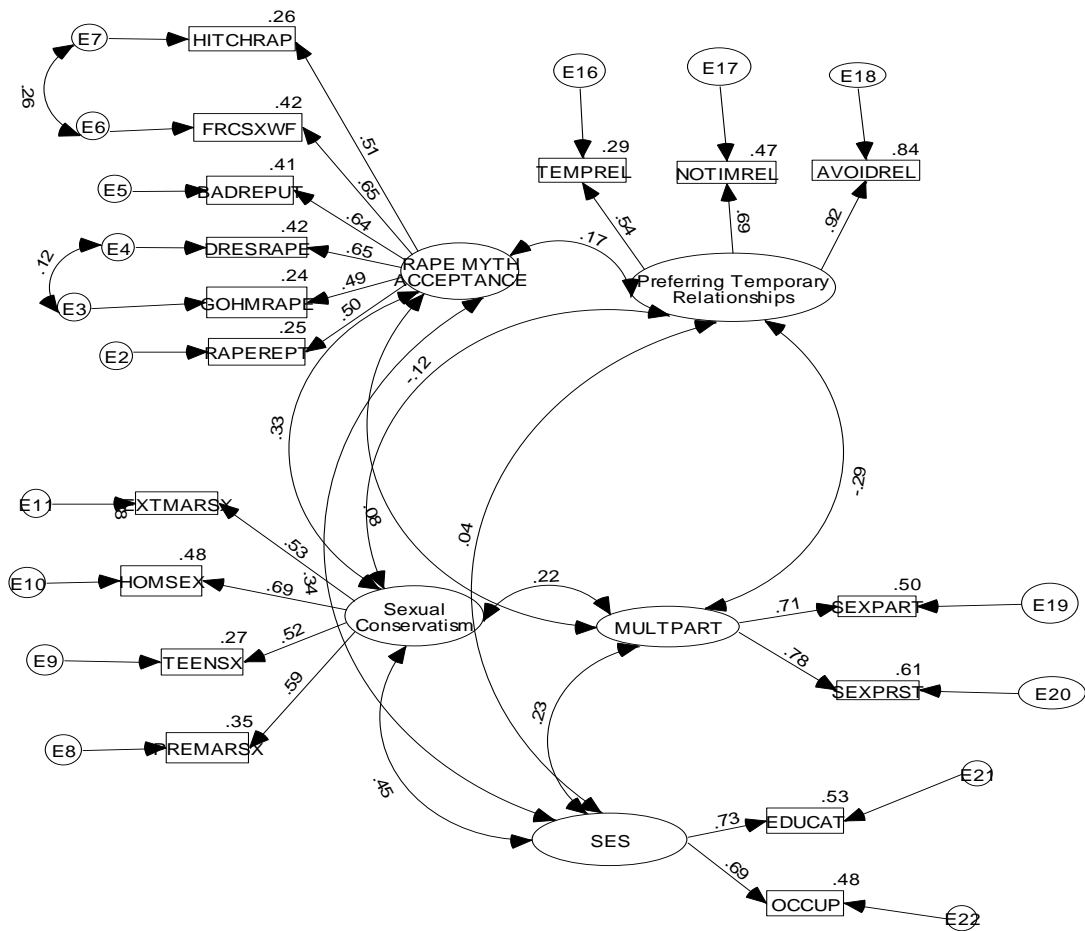 .26
E7
HITCHRAP
.26
.42
E6
FRCSXWF
.51
.41
E5
BADREPUT
.65
.64
.42
E4
DRESRAPE
.65
.12
.24
E3
GOHMRAPE
.49
.25
E2
RAPEREPT
.50
RAPE MYTH
ACCEPTANCE
E16
E17
E18
.29
TEMPREL
.47
NOTIMREL
.84
AVOIDREL
.54
.69
.92
.17
Preferring Temporary
Relationships
-.12
.33
.08
.34
.04
-.29
E11
EXTMARSX
.53
.48
E10
HOMSEX
.69
.27
E9
TEENSX
.52
.35
E8
PREMARSX
.59
Sexual
Conservatism
.22
MULTPART
.71
.50
SEXPART
E19
.78
.61
SEXPRST
E20
.23
.45
SES
.73
.53
EDUCAT
E21
.69
.48
OCCUP
E22